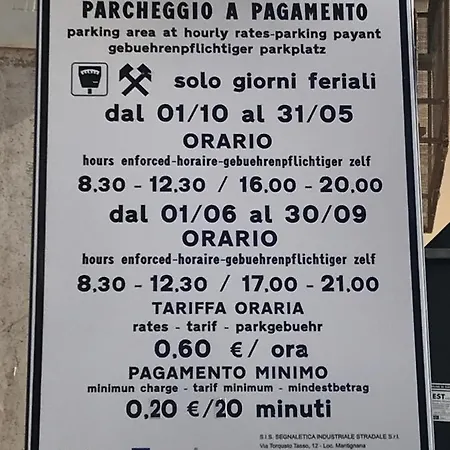 PARCHEGGIO A PAGAMENTO
parking area at hourly rates-parking payant
gebuehrenpflichtiger parkplatz
solo giorni feriali
dal 01/10 al 31/05
ORARIO
hours enforced-horaire-gebuehrenpflichtiger zelf
8,30 - 12,30 / 16,00 - 20,00
dal 01/06 al 30/09
ORARIO
hours enforced-horaire-gebuehrenpflichtiger zelf
8,30 - 12,30 / 17,00 - 21,00
TARIFFA ORARIA
rates - tarif - parkgebuehr
0,60 €/ ora
PAGAMENTO MINIMO
minimun charge - tarif minimum - mindestbetrag
0,20 €/20 minuti
S.I.S. SEGNALETICA INDUSTRIALE STRADALE S.r.l.
Via Torquato Tasso, 12 - Loc. Mantignana
EST